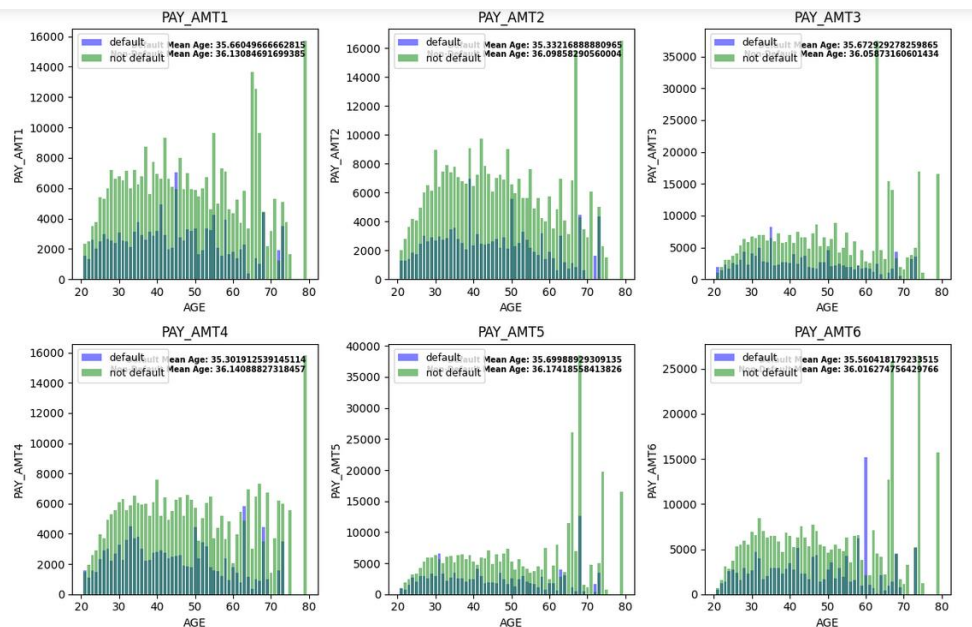 PAY_AMT1
16000
14000
12000
10000
8000
6000
4000
2000
0
PAY_AMT1
default
not default
Default Mean Age: 35.66049666662815
Non-Default Mean Age: 36.13084691699385
20 30 40 50 60 70 80
AGE
PAY_AMT2
16000
14000
12000
10000
8000
6000
4000
2000
0
PAY_AMT2
default
not default
Mean Age: 35.33216888880965
Mean Age: 36.09858290560004
20 30 40 50 60 70 80
AGE
PAY_AMT3
35000
30000
25000
20000
15000
10000
5000
0
PAY_AMT3
default
not default
Mean Age: 35.672929278259865
Mean Age: 36.05873160601434
20 30 40 50 60 70 80
AGE
PAY_AMT4
16000
14000
12000
10000
8000
6000
4000
2000
0
PAY_AMT4
default
not default
Default Mean Age: 35.301912539145114
Non-Default Mean Age: 36.14088827318457
20 30 40 50 60 70 80
AGE
PAY_AMT5
40000
35000
30000
25000
20000
15000
10000
5000
0
PAY_AMT5
default
not default
Mean Age: 35.69988929309135
Mean Age: 36.17418558413826
20 30 40 50 60 70 80
AGE
PAY_AMT6
25000
20000
15000
10000
5000
0
PAY_AMT6
default
not default
Mean Age: 35.560418179233515
Mean Age: 36.016274756429766
20 30 40 50 60 70 80
AGE